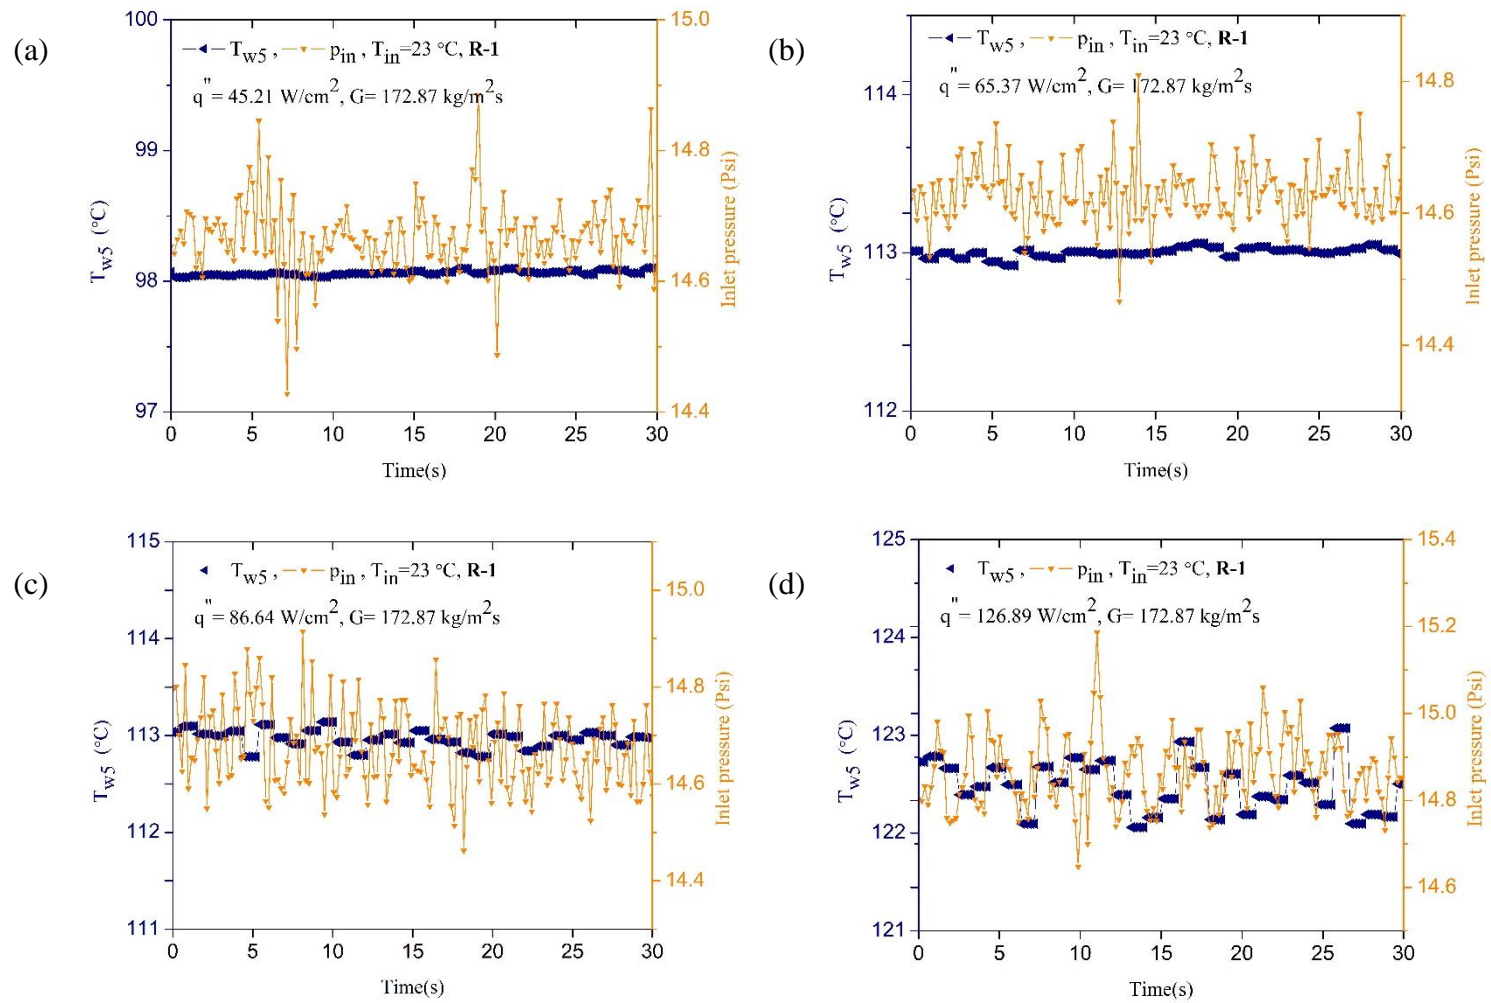 (a)
T_w5 , p_in , T_in=23 °C, R-1
q" = 45.21 W/cm², G= 172.87 kg/m²s
100
99
98
97
T_w5 (°C)
15.0
14.8
14.6
14.4
Inlet pressure (Psi)
0 5 10 15 20 25 30
Time(s)
(b)
T_w5 , p_in , T_in=23 °C, R-1
q" = 65.37 W/cm², G= 172.87 kg/m²s
114
113
112
T_w5 (°C)
14.8
14.6
14.4
Inlet pressure (Psi)
0 5 10 15 20 25 30
Time(s)
(c)
T_w5 , p_in , T_in=23 °C, R-1
q" = 86.64 W/cm², G= 172.87 kg/m²s
115
114
113
112
111
T_w5 (°C)
15.0
14.8
14.6
14.4
Inlet pressure (Psi)
0 5 10 15 20 25 30
Time(s)
(d)
T_w5 , p_in , T_in=23 °C, R-1
q" = 126.89 W/cm², G= 172.87 kg/m²s
125
124
123
122
121
T_w5 (°C)
15.4
15.2
15.0
14.8
14.6
Inlet pressure (Psi)
0 5 10 15 20 25 30
Time(s)